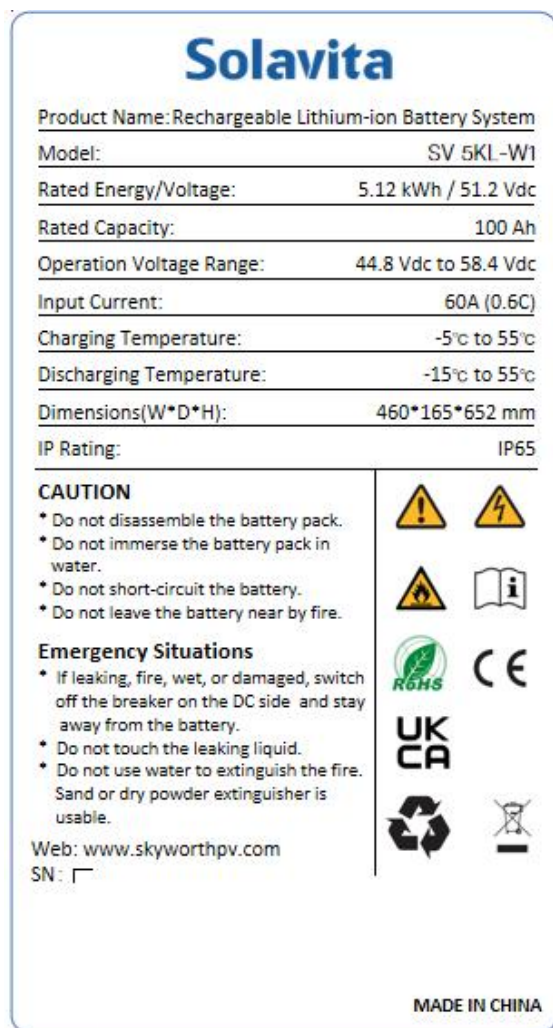 Solavita
Product Name:Rechargeable Lithium-ion Battery System
Model: SV 5KL-W1
Rated Energy/Voltage: 5.12 kWh / 51.2 Vdc
Rated Capacity: 100 Ah
Operation Voltage Range: 44.8 Vdc to 58.4 Vdc
Input Current: 60A (0.6C)
Charging Temperature: -5℃ to 55℃
Discharging Temperature: -15℃ to 55℃
Dimensions(W*D*H): 460*165*652 mm
IP Rating: IP65
CAUTION
* Do not disassemble the battery pack.
* Do not immerse the battery pack in
water.
* Do not short-circuit the battery.
* Do not leave the battery near by fire.
Emergency Situations
* If leaking, fire, wet, or damaged, switch
off the breaker on the DC side and stay
away from the battery.
* Do not touch the leaking liquid.
* Do not use water to extinguish the fire.
Sand or dry powder extinguisher is
usable.
Web: www.skyworthpv.com
SN:
i
RoHS
CE
UK
CA
MADE IN CHINA